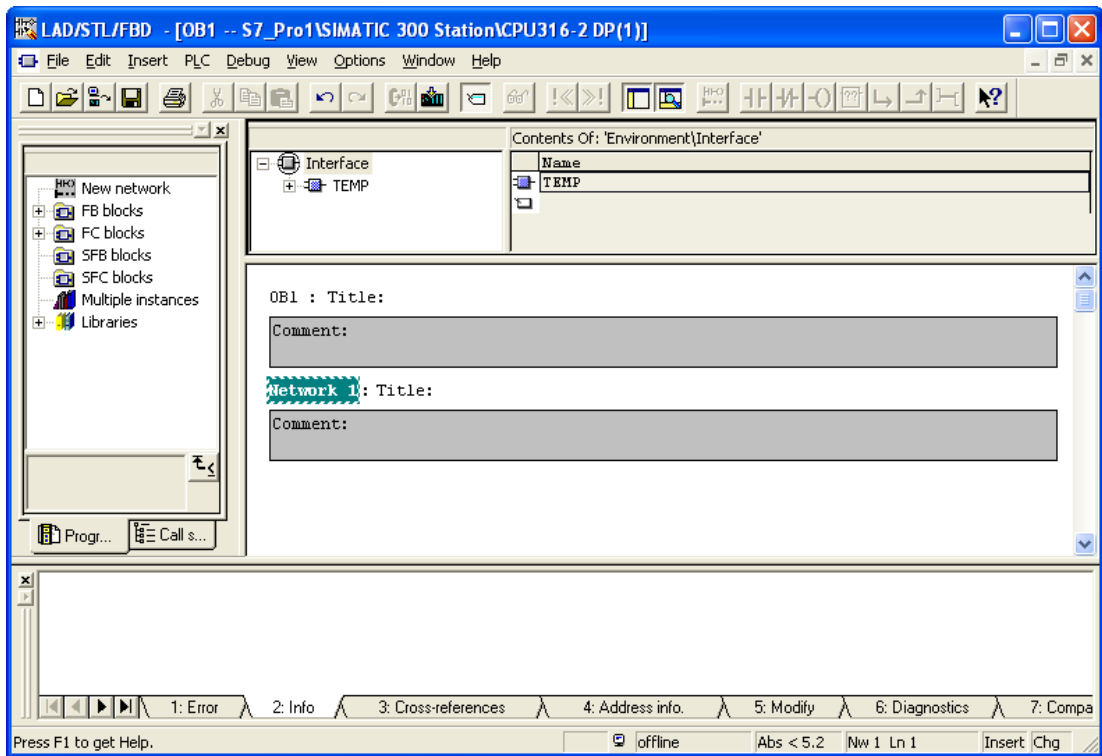 LAD/STL/FBD - [OB1 -- S7_Pro1\SIMATIC 300 Station\CPU316-2 DP(1)]
File Edit Insert PLC Debug View Options Window Help
Contents Of: 'Environment\Interface'
Interface
TEMP
Name
TEMP
New network
FB blocks
FC blocks
SFB blocks
SFC blocks
Multiple instances
Libraries
Progr... Call s...
OB1 : Title:
Comment:
Network 1: Title:
Comment:
1: Error 2: Info 3: Cross-references 4: Address info. 5: Modify 6: Diagnostics 7: Compa
Press F1 to get Help. offline Abs < 5.2 Nw 1 Ln 1 Insert Chg